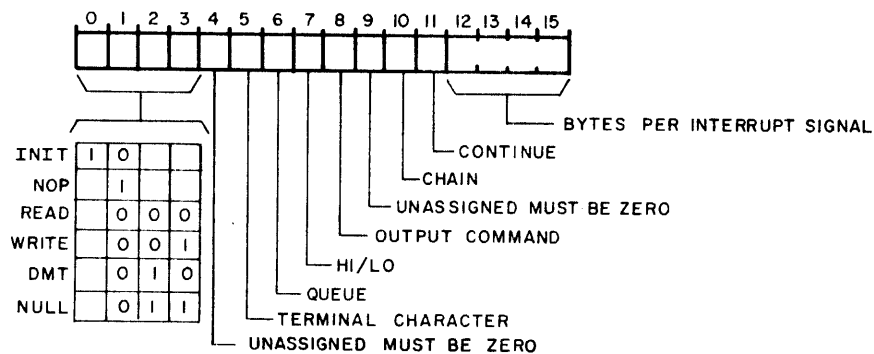 0 1 2 3 4 5 6 7 8 9 10 11 12 13 14 15
BYTES PER INTERRUPT SIGNAL
CONTINUE
CHAIN
UNASSIGNED MUST BE ZERO
OUTPUT COMMAND
HI/LO
QUEUE
TERMINAL CHARACTER
UNASSIGNED MUST BE ZERO
INIT 1 0
NOP 1
READ 0 0 0
WRITE 0 0 1
DMT 0 1 0
NULL 0 1 1